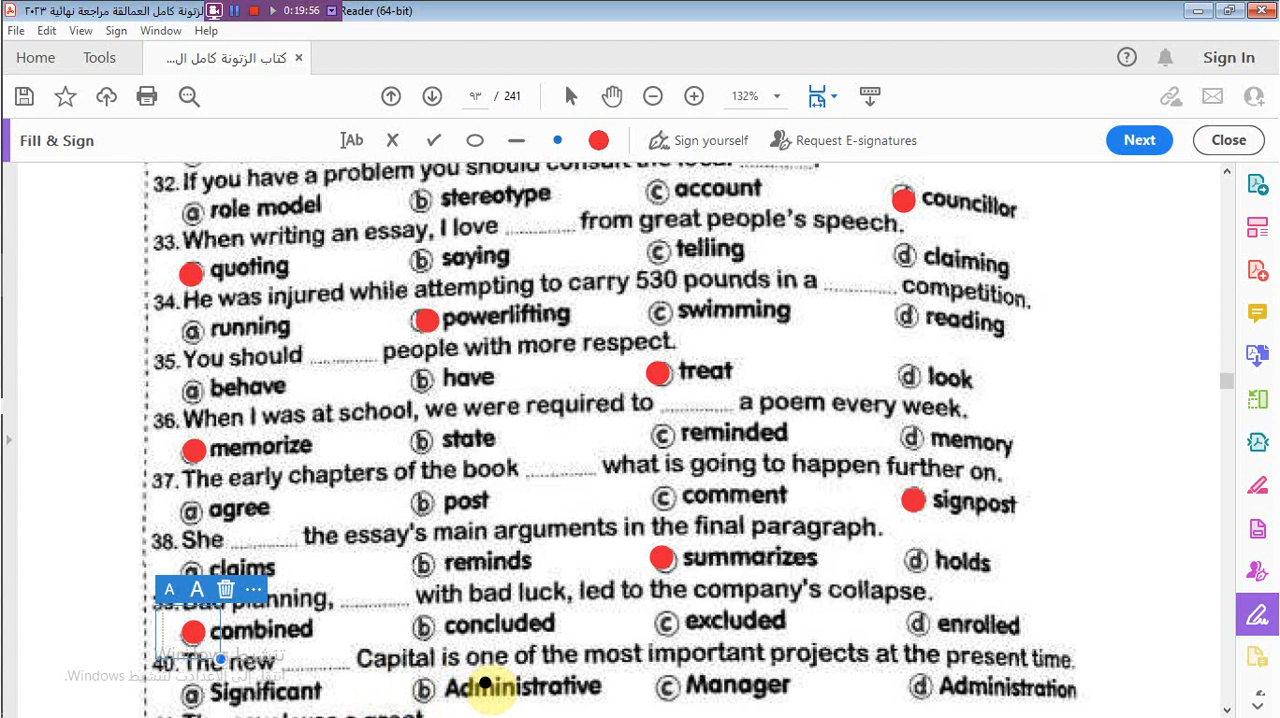 الزتونة كامل العمالقة مراجعة نهائية ٢٠٢٣ 0:19:56 Reader (64-bit)
File Edit View Sign Window Help
Home Tools كتاب الزتونة كامل ال... × Sign In
٩٣ / 241 132%
Fill & Sign Ab Sign yourself Request E-signatures Next Close
32. If you have a problem you should consult the local ..........
ⓐ role model ⓑ stereotype ⓒ account councillor
33. When writing an essay, I love .......... from great people's speech.
quoting ⓑ saying ⓒ telling ⓓ claiming
34. He was injured while attempting to carry 530 pounds in a .......... competition.
ⓐ running powerlifting ⓒ swimming ⓓ reading
35. You should .......... people with more respect.
ⓐ behave ⓑ have treat ⓓ look
36. When I was at school, we were required to .......... a poem every week.
memorize ⓑ state ⓒ reminded ⓓ memory
37. The early chapters of the book .......... what is going to happen further on.
ⓐ agree ⓑ post ⓒ comment signpost
38. She .......... the essay's main arguments in the final paragraph.
ⓐ claims ⓑ reminds summarizes ⓓ holds
A A ...
39. Bad planning, .......... with bad luck, led to the company's collapse.
combined ⓑ concluded ⓒ excluded ⓓ enrolled
تنشيط Windows
40. The new .......... Capital is one of the most important projects at the present time.
انتقل إلى الإعدادات لتنشيط Windows.
ⓐ Significant ⓑ Administrative ⓒ Manager ⓓ Administration